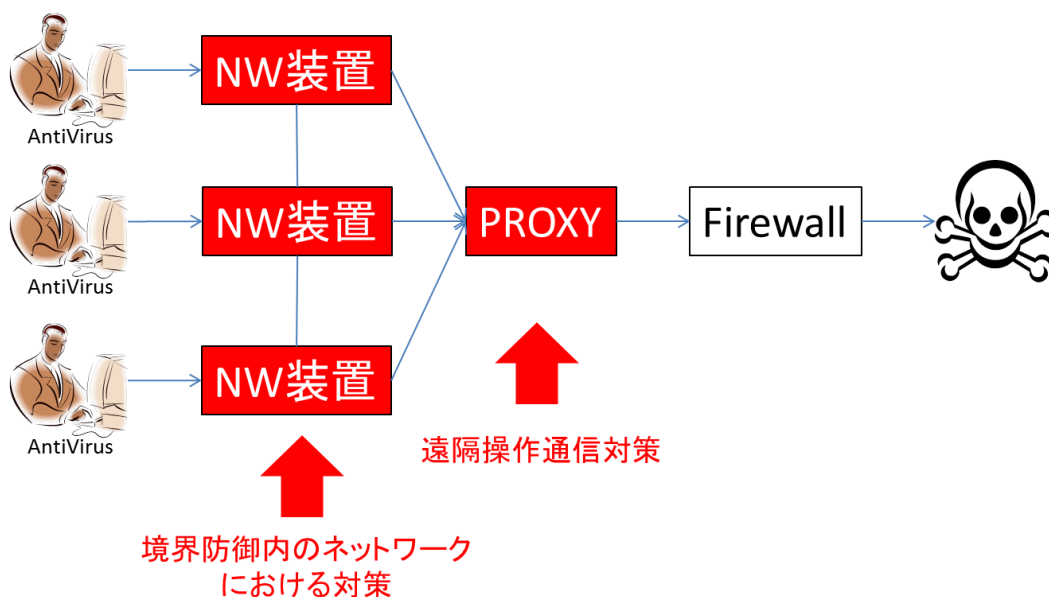 NW装置
AntiVirus
NW装置
PROXY
Firewall
AntiVirus
NW装置
AntiVirus
遠隔操作通信対策
境界防御内のネットワーク
における対策